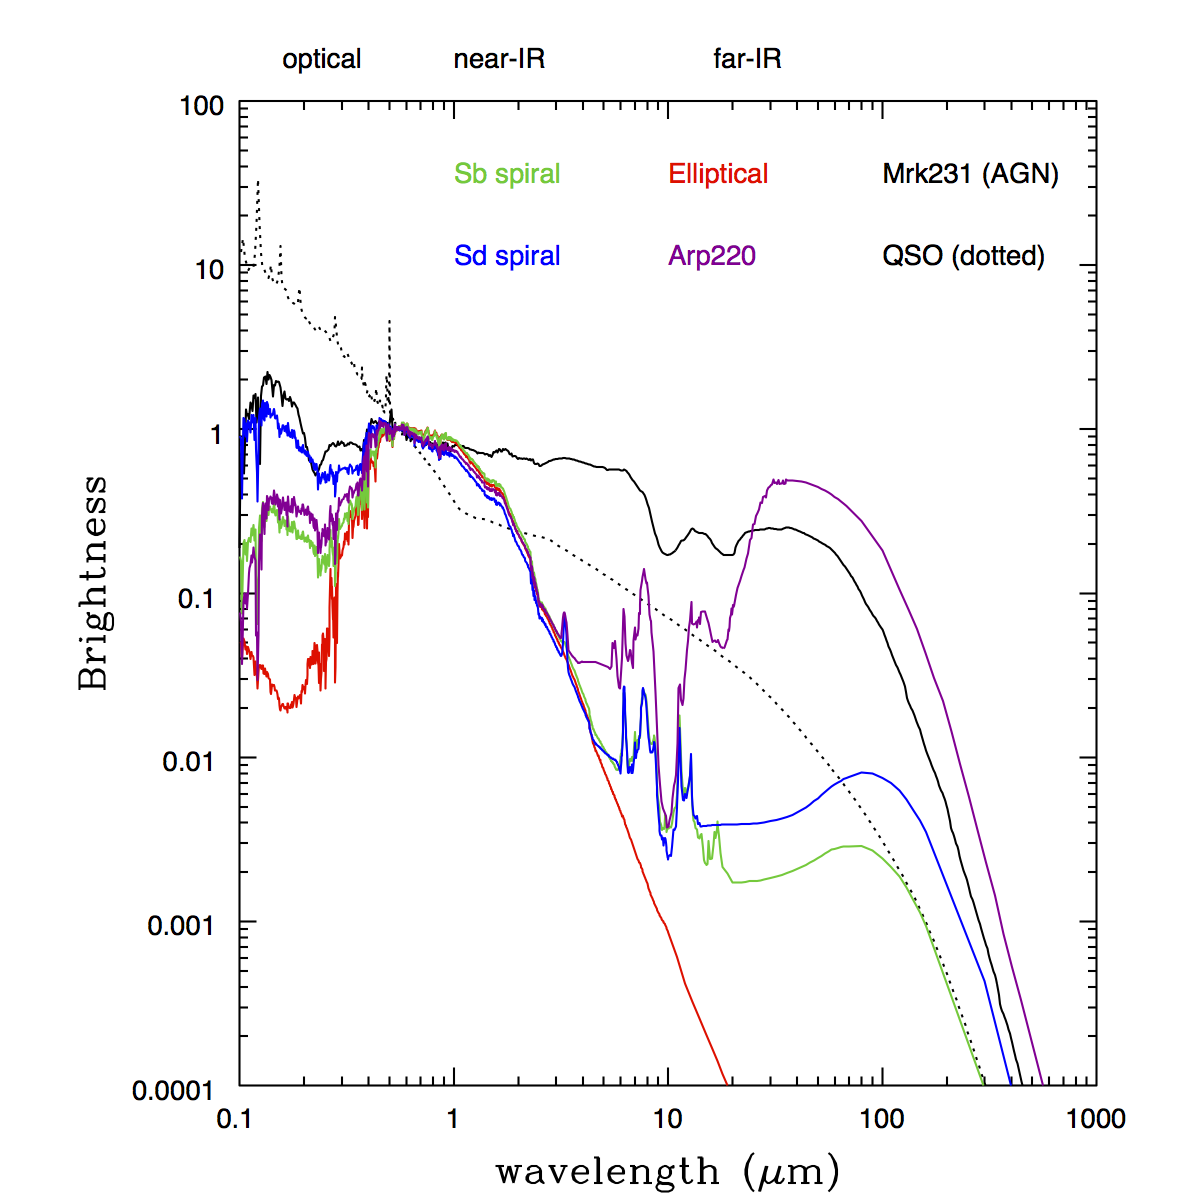 optical near-IR far-IR
100
Sb spiral Elliptical Mrk231 (AGN)
Sd spiral Arp220 QSO (dotted)
10
1
0.1
0.01
0.001
0.0001
Brightness
0.1 1 10 100 1000
wavelength (μm)